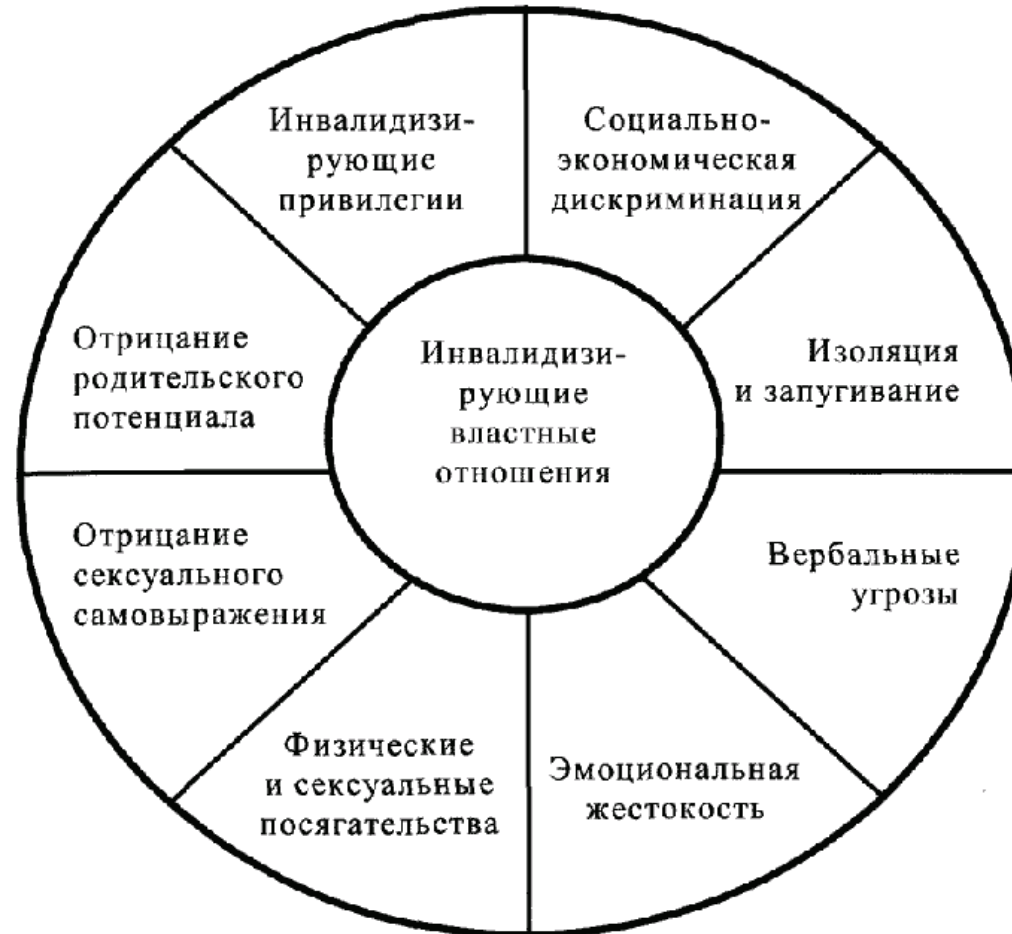 Инвалидизи-
рующие
привилегии
Социально-
экономическая
дискриминация
Отрицание
родительского
потенциала
Инвалидизи-
рующие
властные
отношения
Изоляция
и запугивание
Отрицание
сексуального
самовыражения
Вербальные
угрозы
Физические
и сексуальные
посягательства
Эмоциональная
жестокость